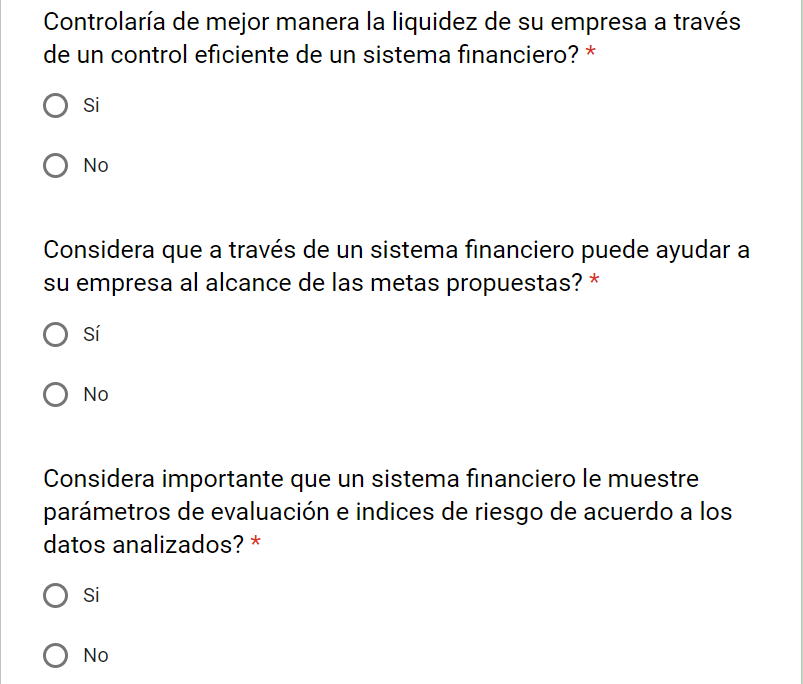 Controlaría de mejor manera la liquidez de su empresa a través
de un control eficiente de un sistema financiero? *
Si
No
Considera que a través de un sistema financiero puede ayudar a
su empresa al alcance de las metas propuestas? *
Sí
No
Considera importante que un sistema financiero le muestre
parámetros de evaluación e indices de riesgo de acuerdo a los
datos analizados? *
Si
No